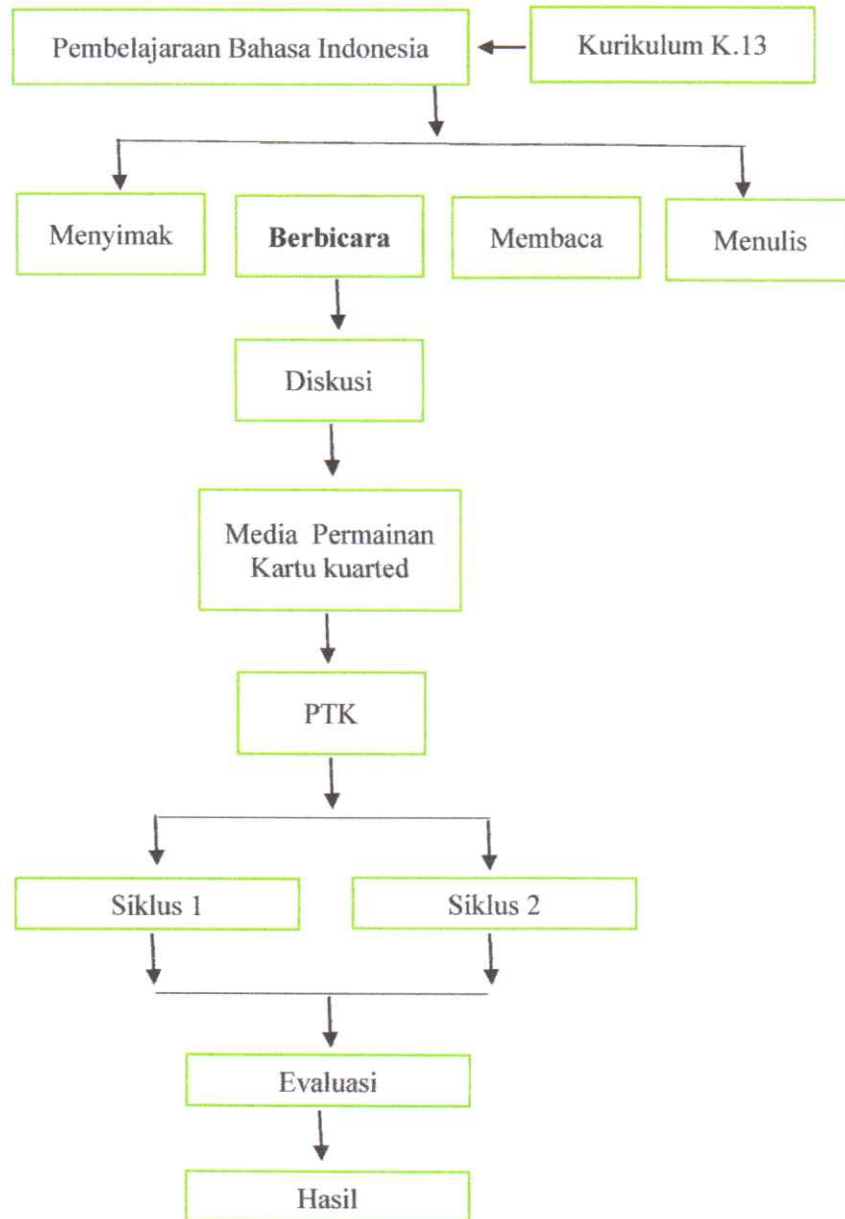 Pembelajaraan Bahasa Indonesia
Kurikulum K.13
Menyimak
Berbicara
Membaca
Menulis
Diskusi
Media Permainan
Kartu kuarted
PTK
Siklus 1
Siklus 2
Evaluasi
Hasil